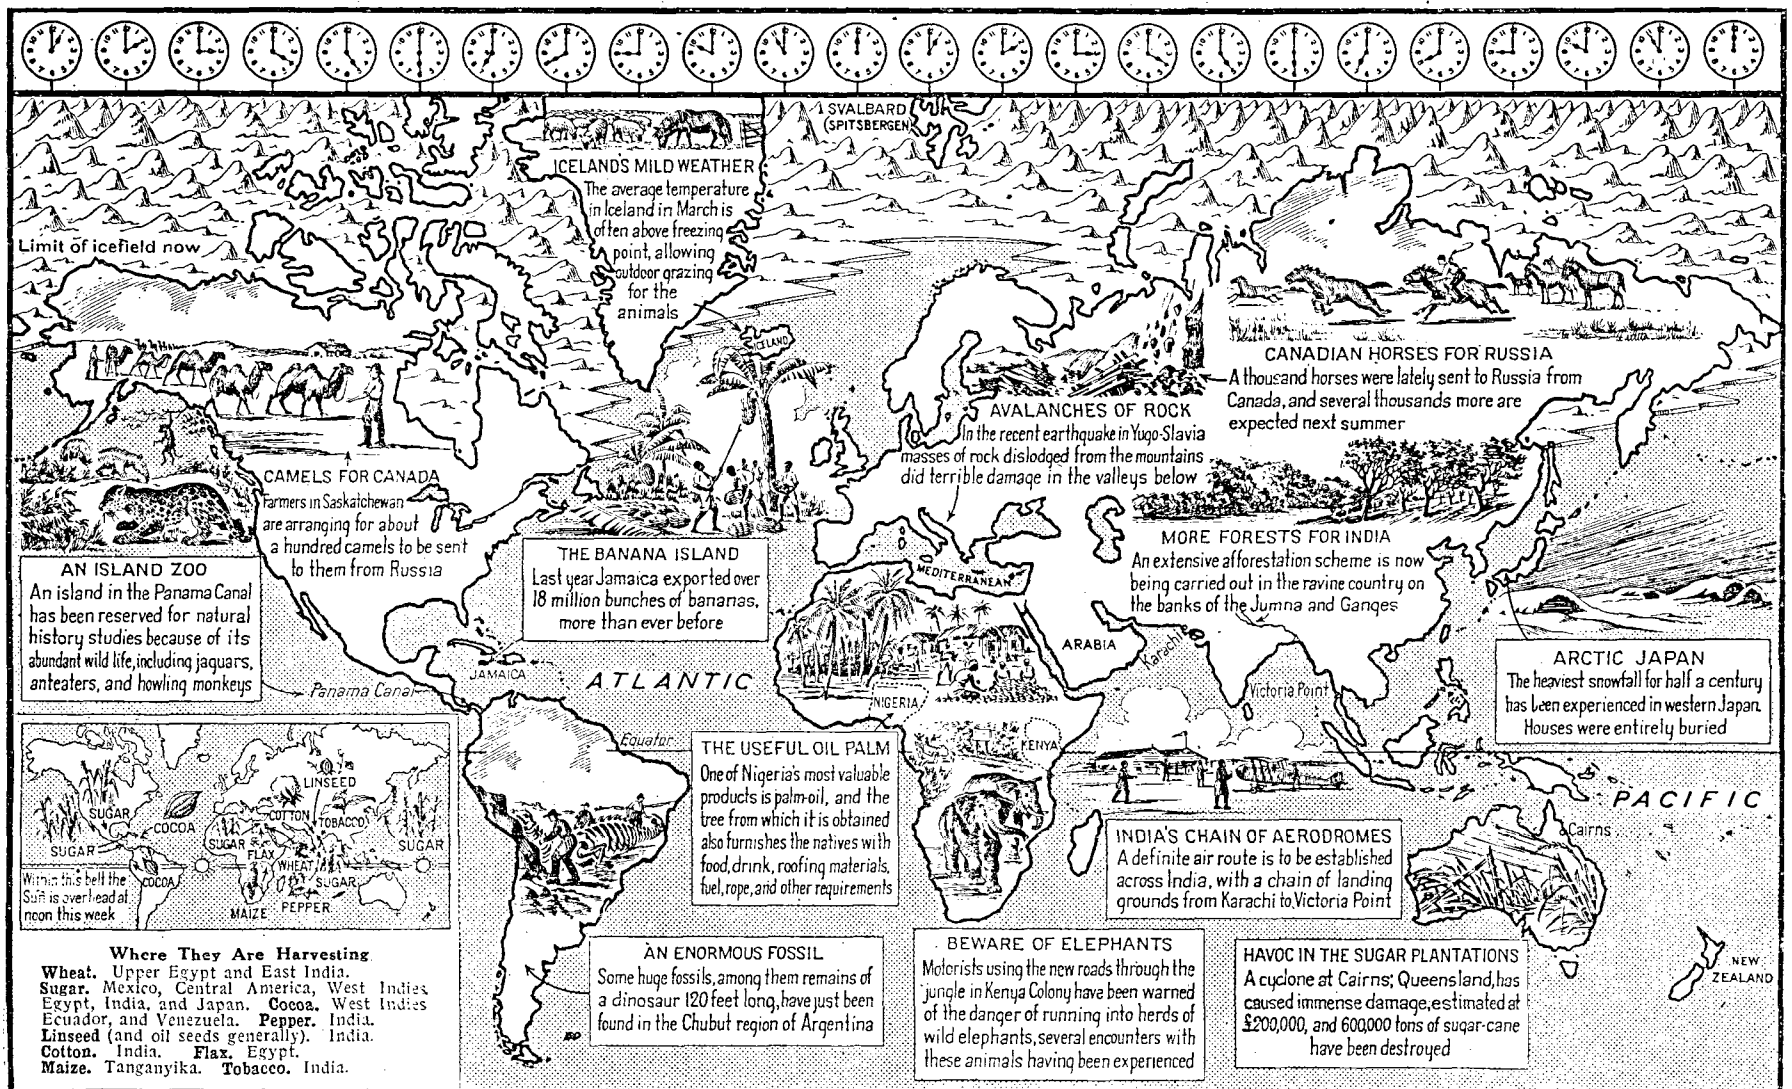 SVALBARD
(SPITSBERGEN)
ICELAND'S MILD WEATHER
The average temperature
in Iceland in March is
often above freezing
point, allowing
outdoor grazing
for the
animals
Limit of icefield now
ICELAND
CANADIAN HORSES FOR RUSSIA
A thousand horses were lately sent to Russia from
Canada, and several thousands more are
expected next summer
AVALANCHES OF ROCK
In the recent earthquake in Yugo-Slavia
masses of rock dislodged from the mountains
did terrible damage in the valleys below
CAMELS FOR CANADA
Farmers in Saskatchewan
are arranging for about
a hundred camels to be sent
to them from Russia
MORE FORESTS FOR INDIA
An extensive afforestation scheme is now
being carried out in the ravine country on
the banks of the Jumna and Ganges
THE BANANA ISLAND
Last year Jamaica exported over
18 million bunches of bananas,
more than ever before
AN ISLAND ZOO
An island in the Panama Canal
has been reserved for natural
history studies because of its
abundant wild life, including jaguars,
anteaters, and howling monkeys
MEDITERRANEAN
ARABIA
Karachi
JAMAICA
ATLANTIC
Panama Canal
NIGERIA
Victoria Point
ARCTIC JAPAN
The heaviest snowfall for half a century
has been experienced in western Japan.
Houses were entirely buried
Equator
KENYA
THE USEFUL OIL PALM
One of Nigeria's most valuable
products is palm-oil, and the
tree from which it is obtained
also furnishes the natives with
food, drink, roofing materials,
fuel, rope, and other requirements
PACIFIC
Cairns
INDIA'S CHAIN OF AERODROMES
A definite air route is to be established
across India, with a chain of landing
grounds from Karachi to Victoria Point
LINSEED
SUGAR
COCOA
COTTON
TOBACCO
SUGAR
SUGAR
FLAX
SUGAR
WHEAT
COCOA
SUGAR
Within this belt the
Sun is overhead at
noon this week
MAIZE
PEPPER
Where They Are Harvesting
Wheat. Upper Egypt and East India.
Sugar. Mexico, Central America, West Indies
Egypt, India, and Japan. Cocoa. West Indies
Ecuador, and Venezuela. Pepper. India.
Linseed (and oil seeds generally). India.
Cotton. India. Flax. Egypt.
Maize. Tanganyika. Tobacco. India.
AN ENORMOUS FOSSIL
Some huge fossils, among them remains of
a dinosaur 120 feet long, have just been
found in the Chubut region of Argentina
BEWARE OF ELEPHANTS
Motorists using the new roads through the
jungle in Kenya Colony have been warned
of the danger of running into herds of
wild elephants, several encounters with
these animals having been experienced
HAVOC IN THE SUGAR PLANTATIONS
A cyclone at Cairns, Queensland, has
caused immense damage, estimated at
£200,000, and 600,000 tons of sugar-cane
have been destroyed
NEW
ZEALAND